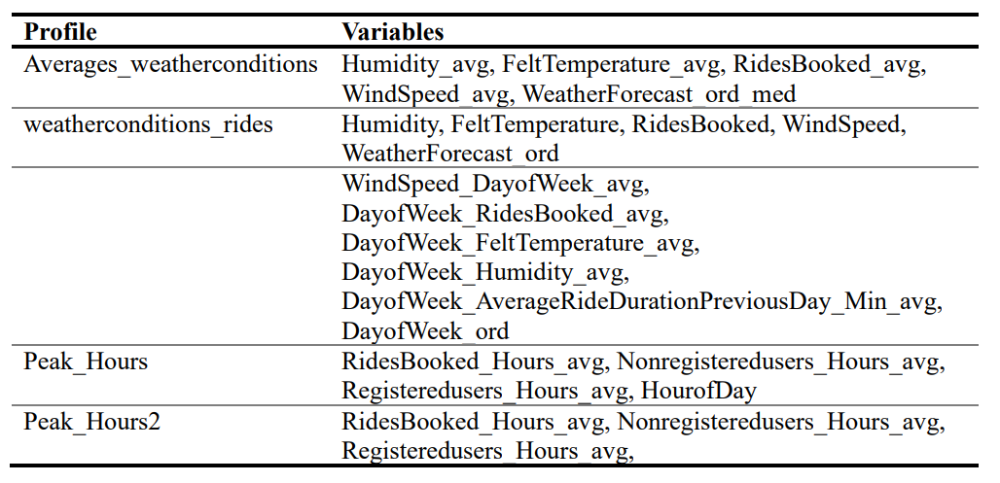 Profile Variables
Averages_weatherconditions Humidity_avg, FeltTemperature_avg, RidesBooked_avg,
WindSpeed_avg, WeatherForecast_ord_med
weatherconditions_rides Humidity, FeltTemperature, RidesBooked, WindSpeed,
WeatherForecast_ord
WindSpeed_DayofWeek_avg,
DayofWeek_RidesBooked_avg,
DayofWeek_FeltTemperature_avg,
DayofWeek_Humidity_avg,
DayofWeek_AverageRideDurationPreviousDay_Min_avg,
DayofWeek_ord
Peak_Hours RidesBooked_Hours_avg, Nonregisteredusers_Hours_avg,
Registeredusers_Hours_avg, HourofDay
Peak_Hours2 RidesBooked_Hours_avg, Nonregisteredusers_Hours_avg,
Registeredusers_Hours_avg,